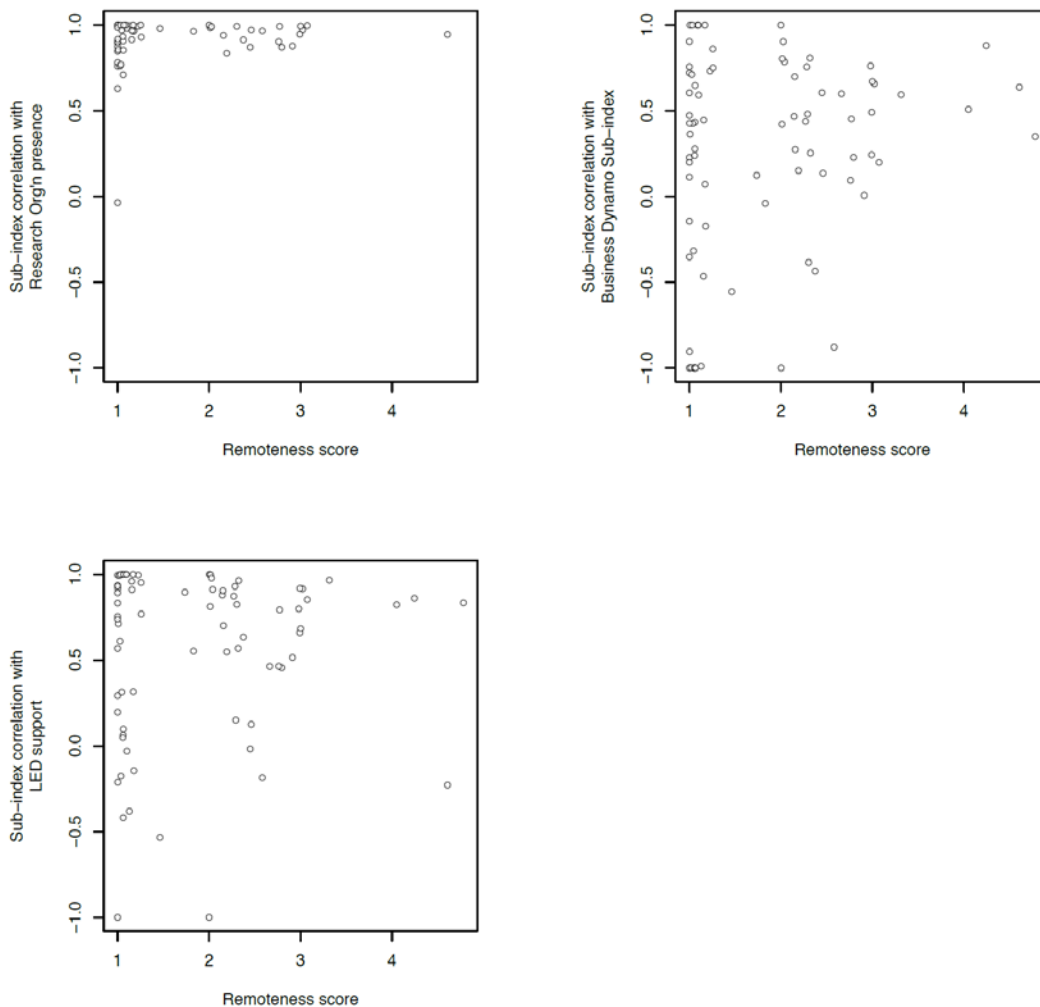 Sub-index correlation with
Research Org'n presence
1.0
0.5
0.0
-0.5
-1.0
1 2 3 4
Remoteness score
Sub-index correlation with
Business Dynamo Sub-index
1.0
0.5
0.0
-0.5
-1.0
1 2 3 4
Remoteness score
Sub-index correlation with
LED support
1.0
0.5
0.0
-0.5
-1.0
1 2 3 4
Remoteness score